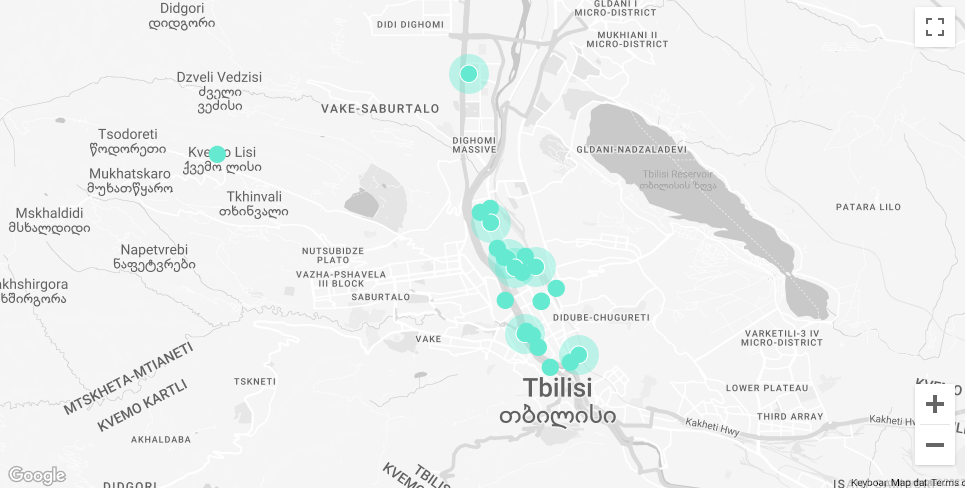 Didgori
დიდგორი
DIDI DIGHOMI
GLDANI I
MICRO-DISTRICT
MUKHIANI II
MICRO-DISTRICT
Dzveli Vedzisi
ძველი
ვეძისი
VAKE-SABURTALO
Tsodoreti
წოდორეთი
DIGHOMI
MASSIVE
GLDANI-NADZALADEVI
Kvemo Lisi
ქვემო ლისი
Mukhatskaro
მუხათწყარო
Tbilisi Reservoir
თბილისის ზღვა
Tkhinvali
თხინვალი
PATARA LILO
Mskhaldidi
მსხალდიდი
Napetvrebi
ნაფეტვრები
NUTSUBIDZE
PLATO
VAZHA-PSHAVELA
III BLOCK
akhshirgora
ხშირგორა
SABURTALO
DIDUBE-CHUGURETI
VAKE
VARKETILI-3 IV
MICRO-DISTRICT
MTSKHETA-MTIANETI
KVEMO KARTLI
TSKNETI
Tbilisi
თბილისი
LOWER PLATEAU
KVEMO
THIRD ARRAY
Kakheti Hwy
Kakheti Hwy
AKHALDABA
TBILIS
KVEMO
DIDGORI
Google
IS
Keyboar
Map dat
Terms o